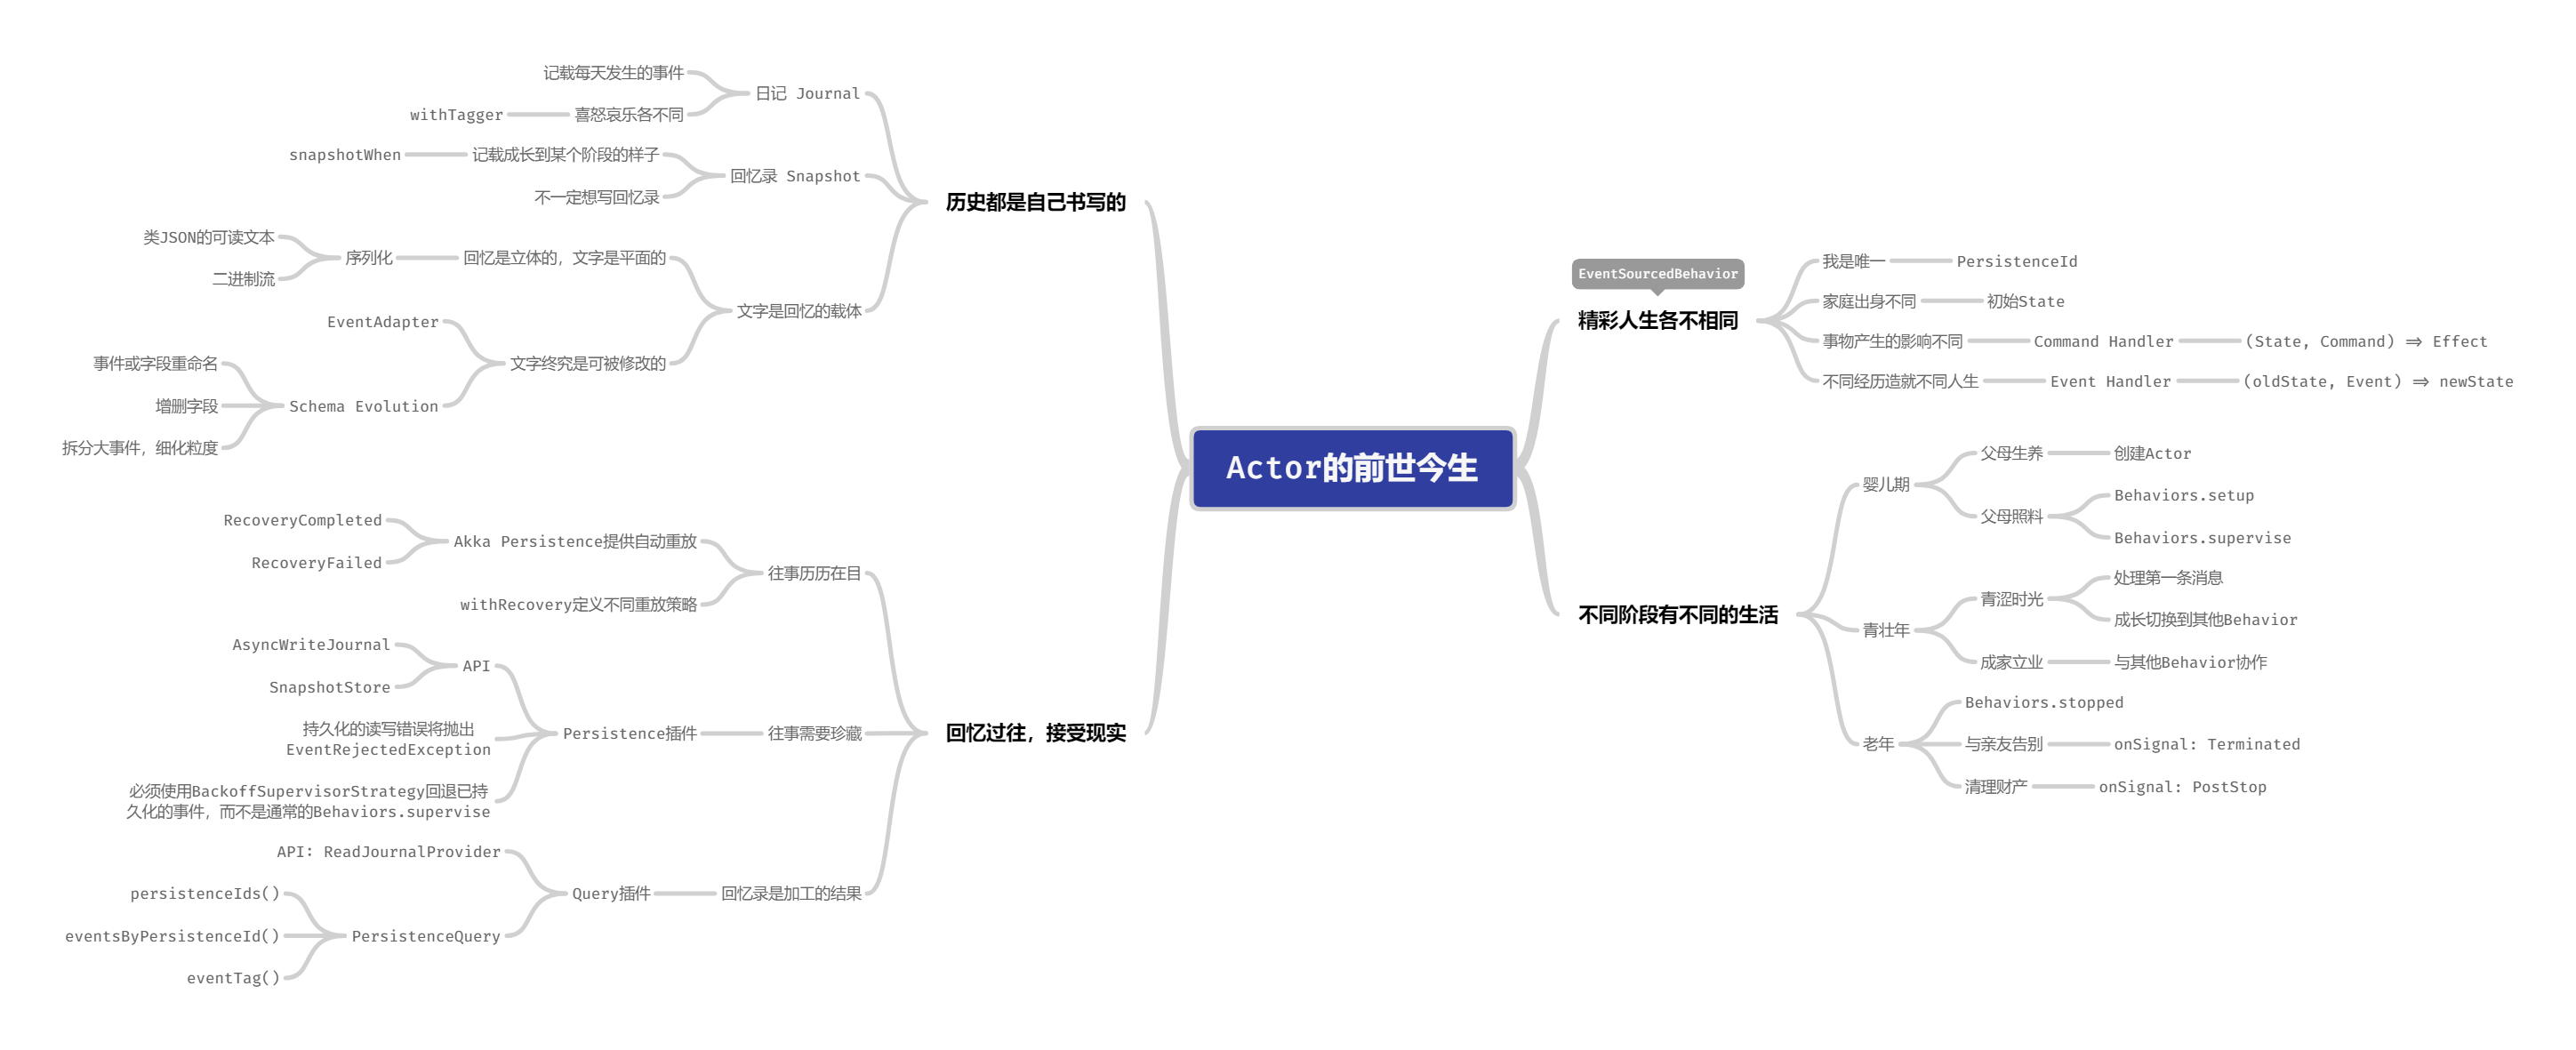 Actor的前世今生
EventSourcedBehavior
精彩人生各不相同
我是唯一
PersistenceId
家庭出身不同
初始State
事物产生的影响不同
Command Handler
(State, Command) => Effect
不同经历造就不同人生
Event Handler
(oldState, Event) => newState
不同阶段有不同的生活
婴儿期
父母生养
创建Actor
父母照料
Behaviors.setup
Behaviors.supervise
青壮年
青涩时光
处理第一条消息
成长切换到其他Behavior
成家立业
与其他Behavior协作
老年
Behaviors.stopped
与亲友告别
onSignal: Terminated
清理财产
onSignal: PostStop
历史都是自己书写的
日记 Journal
记载每天发生的事件
喜怒哀乐各不同
withTagger
回忆录 Snapshot
记载成长到某个阶段的样子
snapshotWhen
不一定想写回忆录
文字是回忆的载体
回忆是立体的，文字是平面的
序列化
类JSON的可读文本
二进制流
文字终究是可被修改的
EventAdapter
Schema Evolution
事件或字段重命名
增删字段
拆分大事件，细化粒度
回忆过往，接受现实
往事历历在目
Akka Persistence提供自动重放
RecoveryCompleted
RecoveryFailed
withRecovery定义不同重放策略
往事需要珍藏
Persistence插件
API
AsyncWriteJournal
SnapshotStore
持久化的读写错误将抛出
EventRejectedException
必须使用BackoffSupervisorStrategy回退已持
久化的事件，而不是通常的Behaviors.supervise
回忆录是加工的结果
Query插件
API: ReadJournalProvider
PersistenceQuery
persistenceIds()
eventsByPersistenceId()
eventTag()